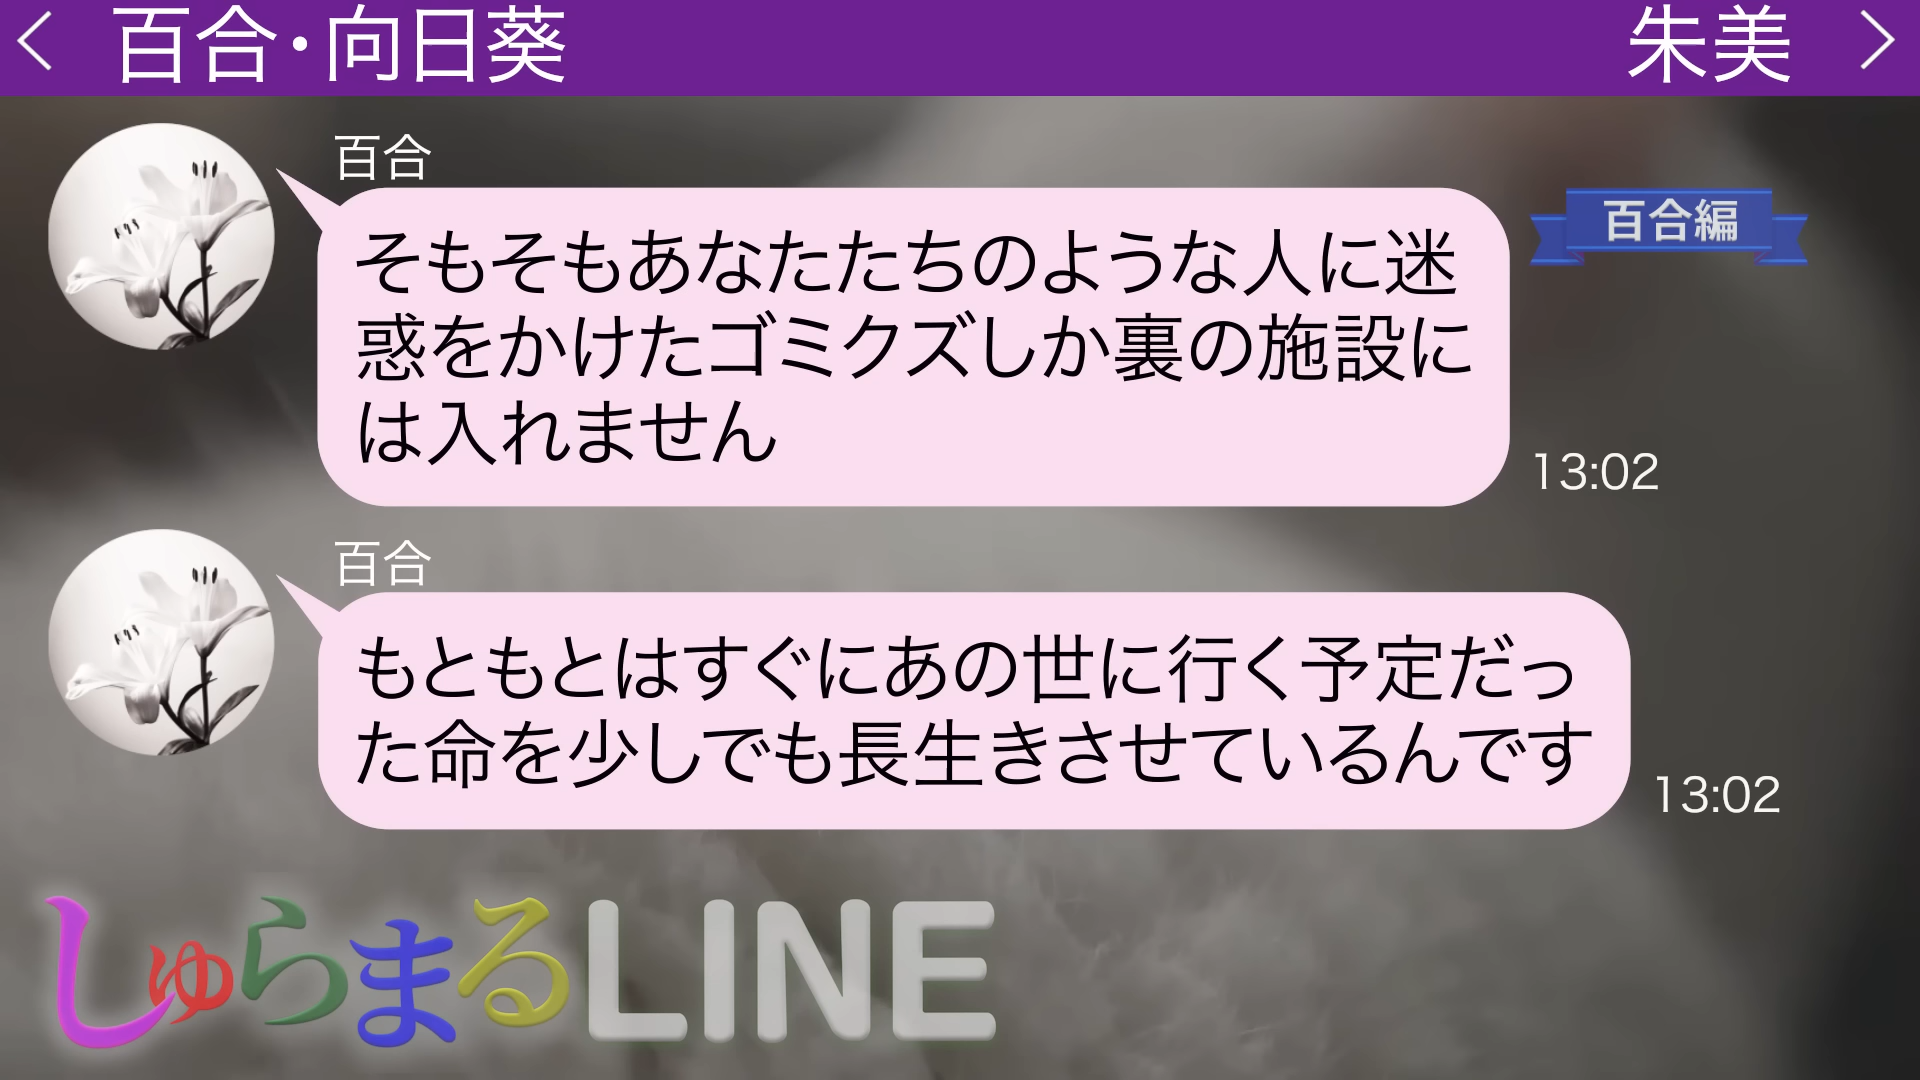 百合・向日葵
朱美
百合
百合編
そもそもあなたたちのような人に迷
惑をかけたゴミクズしか裏の施設に
は入れません
13:02
百合
もともとはすぐにあの世に行く予定だっ
た命を少しでも長生きさせているんです
13:02
しゅらまるLINE